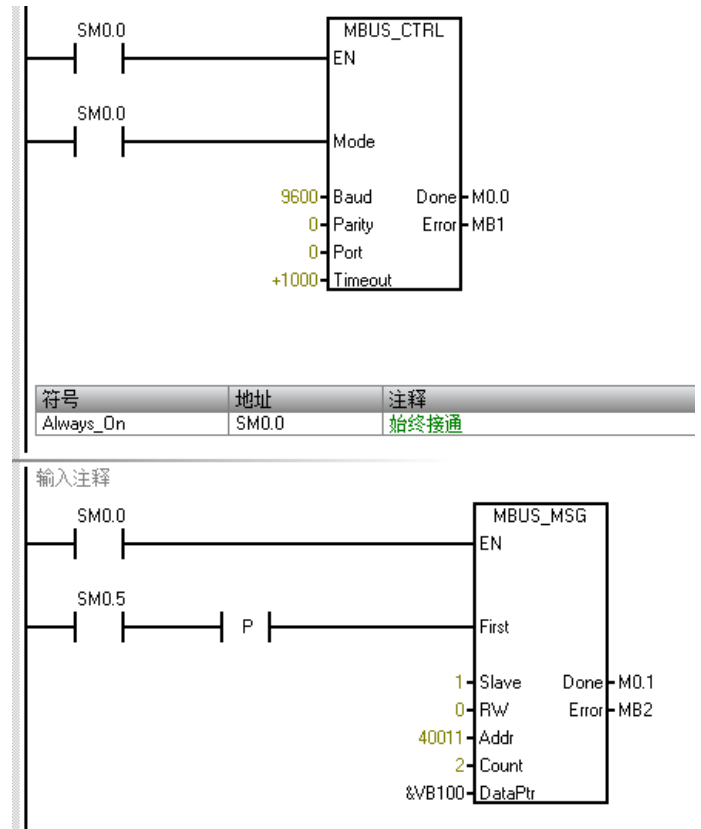 SM0.0 MBUS_CTRL
EN
SM0.0
Mode
9600 Baud Done M0.0
0 Parity Error MB1
0 Port
+1000 Timeout
符号 地址 注释
Always_On SM0.0 始终接通
输入注释
SM0.0 MBUS_MSG
EN
SM0.5
P First
1 Slave Done M0.1
0 RW Error MB2
40011 Addr
2 Count
&VB100 DataPtr